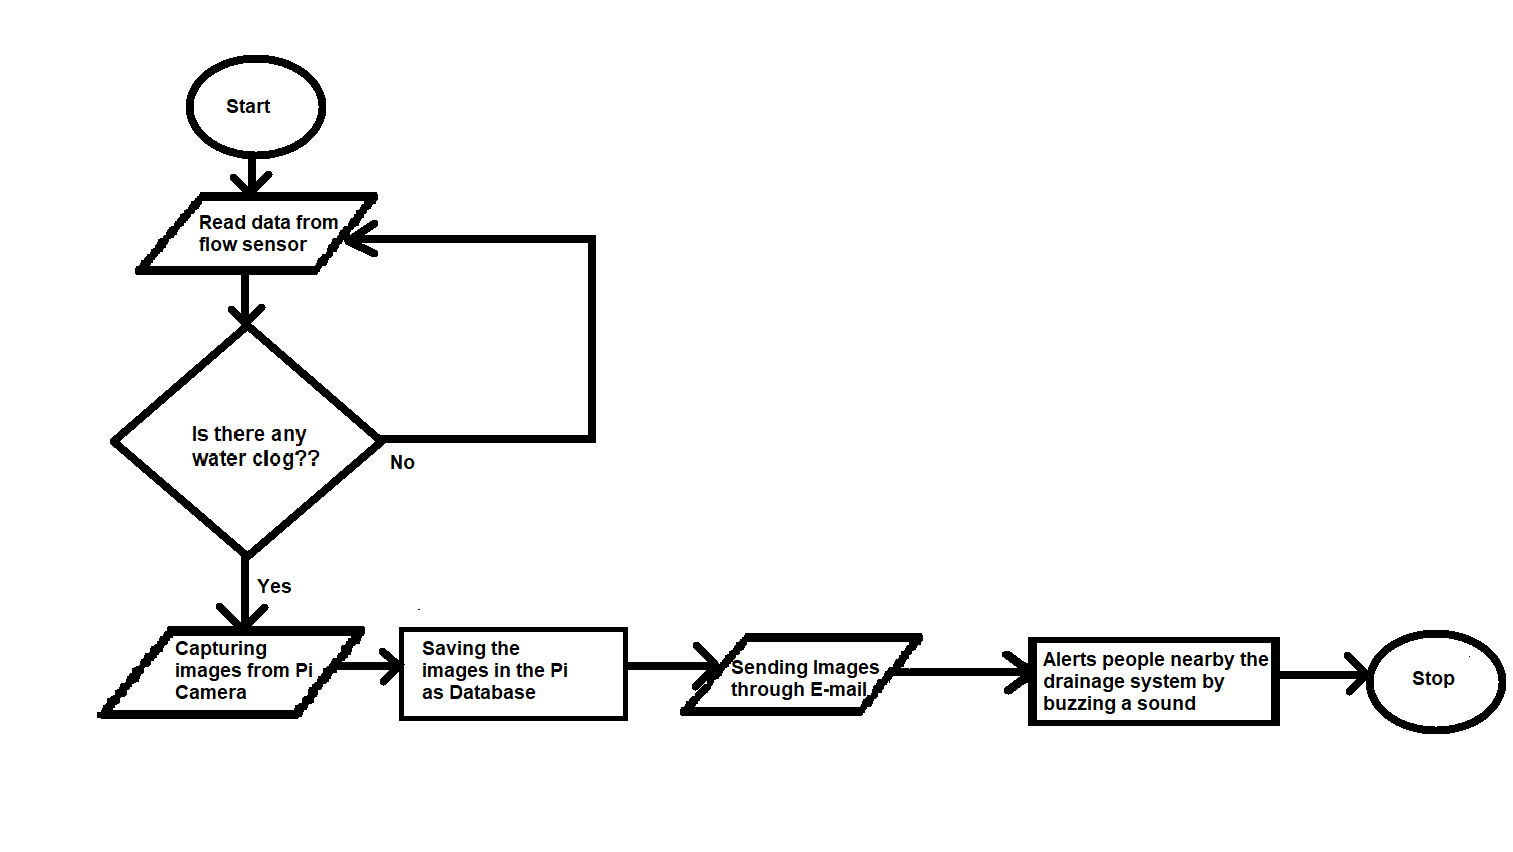 Start
Read data from
flow sensor
Is there any
water clog??
No
Yes
Capturing
images from Pi
Camera
Saving the
images in the Pi
as Database
Sending Images
through E-mail
Alerts people nearby the
drainage system by
buzzing a sound
Stop